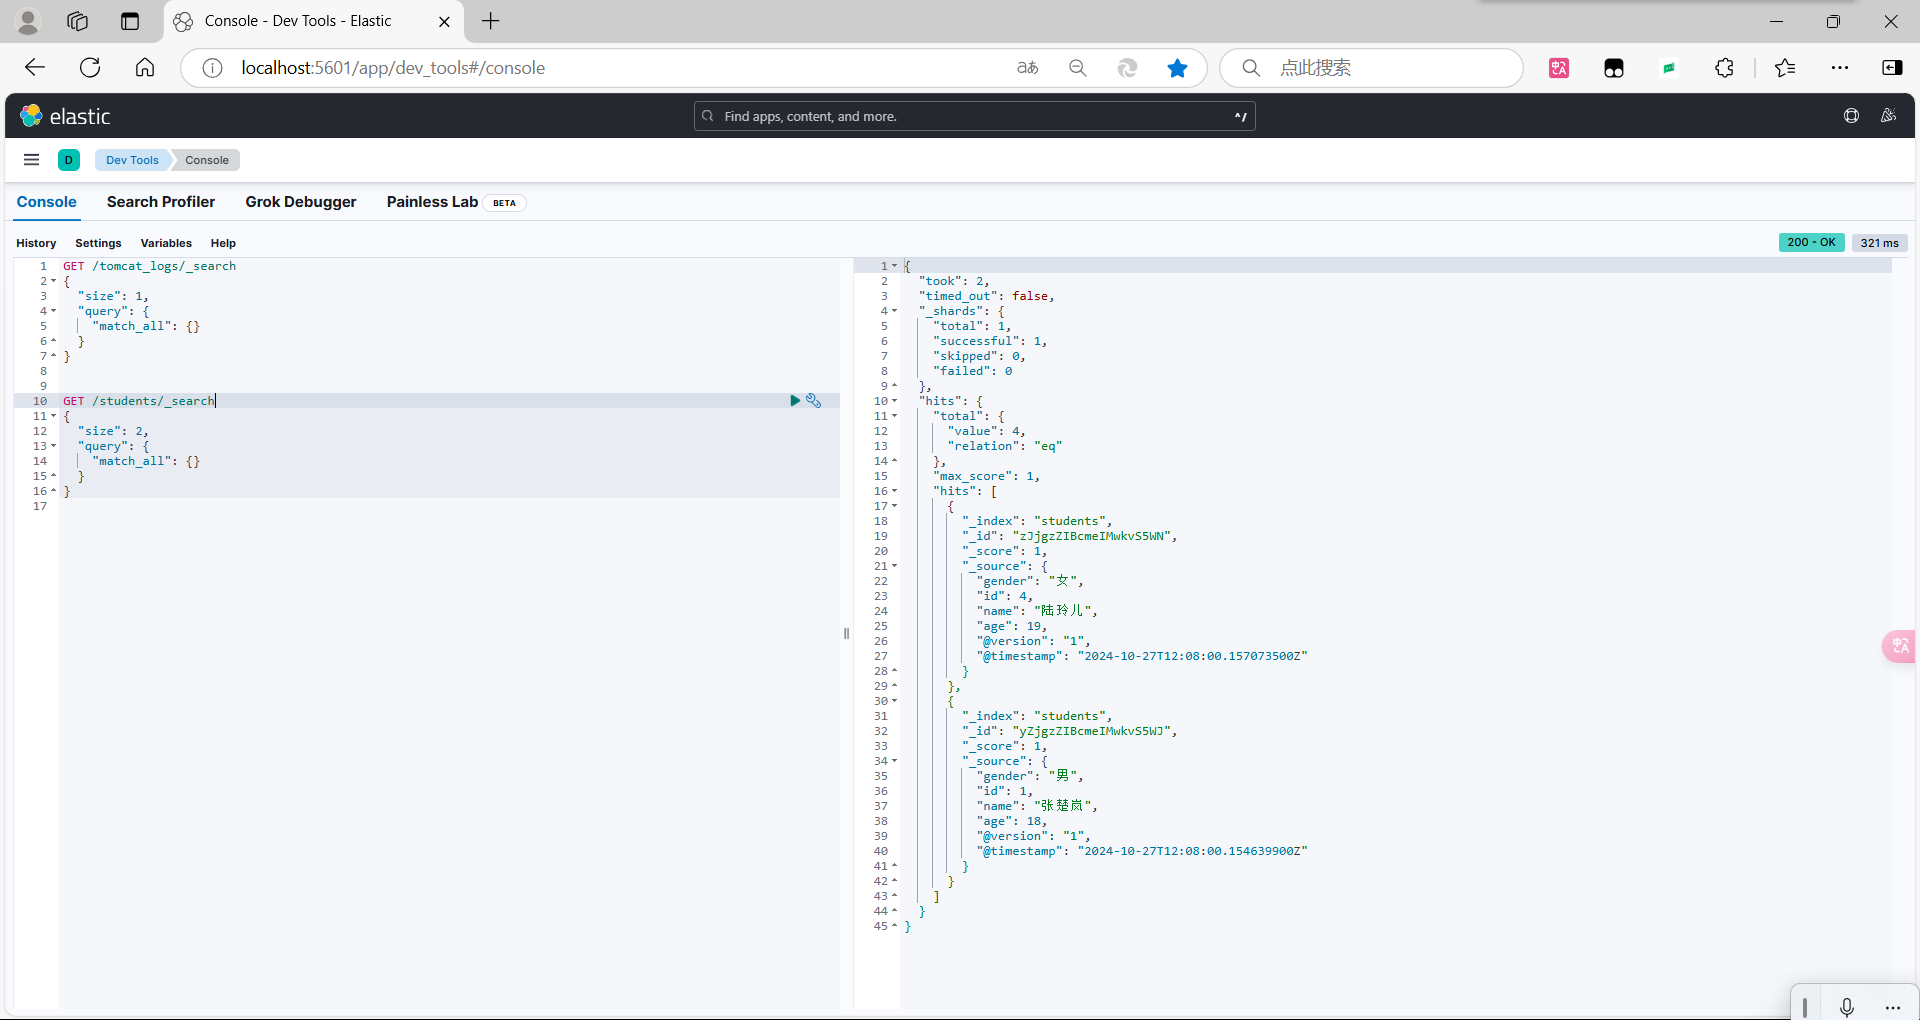 Console - Dev Tools - Elastic
localhost:5601/app/dev_tools#/console
aあ
点此搜索
elastic
Find apps, content, and more.
^/
D
Dev Tools
Console
Console
Search Profiler
Grok Debugger
Painless Lab
BETA
History
Settings
Variables
Help
200 - OK
321 ms
1 GET /tomcat_logs/_search
2 {
3 "size": 1,
4 "query": {
5 "match_all": {}
6 }
7 }
8
9
10 GET /students/_search
11 {
12 "size": 2,
13 "query": {
14 "match_all": {}
15 }
16 }
17
1 {
2 "took": 2,
3 "timed_out": false,
4 "_shards": {
5 "total": 1,
6 "successful": 1,
7 "skipped": 0,
8 "failed": 0
9 },
10 "hits": {
11 "total": {
12 "value": 4,
13 "relation": "eq"
14 },
15 "max_score": 1,
16 "hits": [
17 {
18 "_index": "students",
19 "_id": "zJjgzZIBcmeIMwkvS5WN",
20 "_score": 1,
21 "_source": {
22 "gender": "女",
23 "id": 4,
24 "name": "陆玲儿",
25 "age": 19,
26 "@version": "1",
27 "@timestamp": "2024-10-27T12:08:00.157073500Z"
28 }
29 },
30 {
31 "_index": "students",
32 "_id": "yZjgzZIBcmeIMwkvS5WJ",
33 "_score": 1,
34 "_source": {
35 "gender": "男",
36 "id": 1,
37 "name": "张楚岚",
38 "age": 18,
39 "@version": "1",
40 "@timestamp": "2024-10-27T12:08:00.154639900Z"
41 }
42 }
43 ]
44 }
45 }